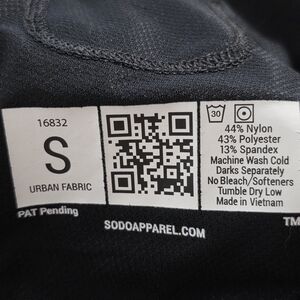 16832
S
URBAN FABRIC
PAT Pending
30
44% Nylon
43% Polyester
13% Spandex
Machine Wash Cold
Darks Separately
No Bleach/Softeners
Tumble Dry Low
Made in Vietnam
SODOAPPAREL.COM
TM